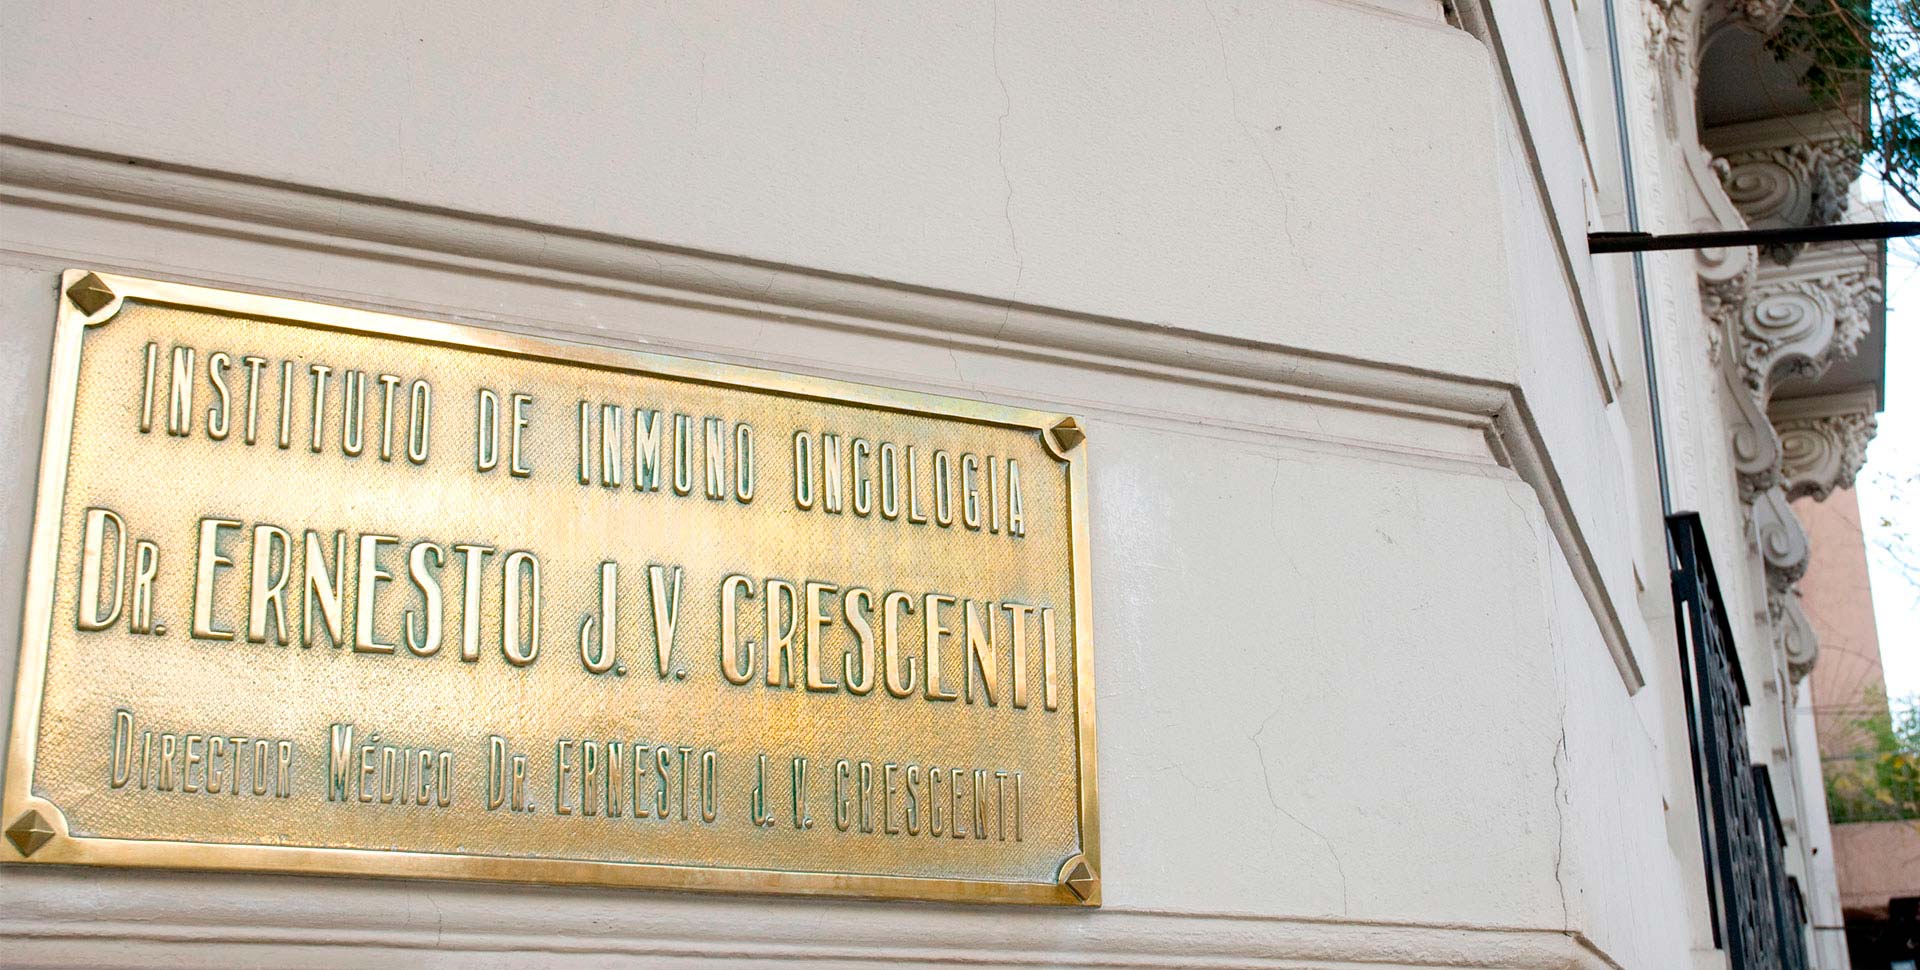 INSTITUTO DE INMUNO ONCOLOGIA
DR. ERNESTO J. V. CRESCENTI
DIRECTOR MÉDICO DR. ERNESTO J. V. CRESCENTI